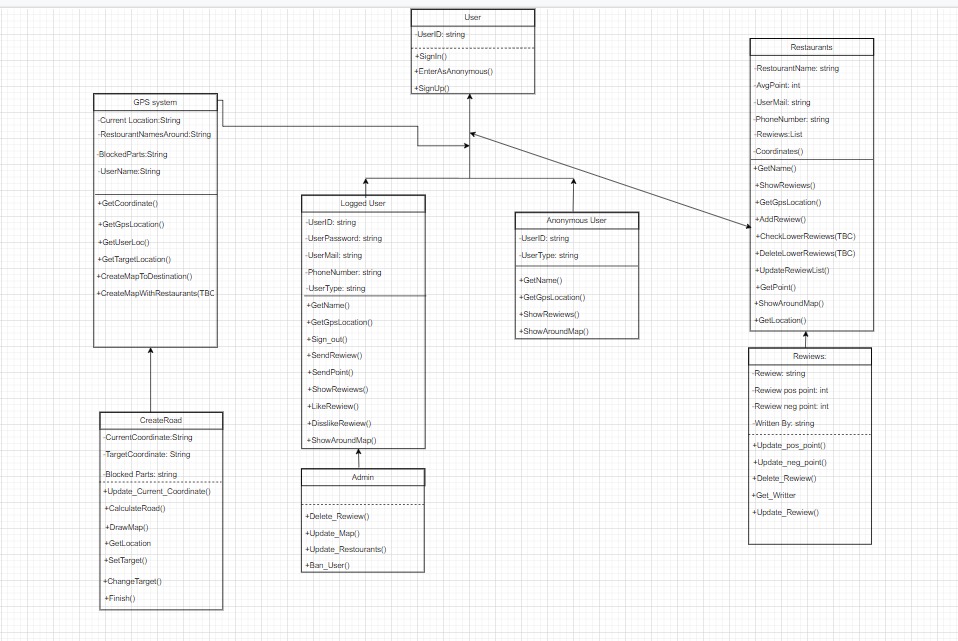 User
-UserID: string
+SignIn()
+EnterAsAnonymous()
+SignUp()
GPS system
-Current Location:String
-RestourantNamesAround:String
-BlockedParts:String
-UserName:String
+GetCoordinate()
+GetGpsLocation()
+GetUserLoo()
+GetTargetLocation()
+CreateMapToDestination()
+CreateMapWithRestaurants(TBC
CreateRoad
-CurrentCoordinate:String
-TargetCoordinate: String
-Blocked Parts: string
+Update_Current_Coordinate()
+CalculateRoad()
+DrawMap()
+GetLocation
+SetTarget()
+ChangeTarget()
+Finish()
Logged User
-UserID: string
-UserPassword: string
-UserMail: string
-PhoneNumber: string
-UserType: string
+GetName()
+GetGpsLocation()
+Sign_out()
+SendRewiew()
+SendPoint()
+ShowRewiews()
+LikeRewiew()
+DisslikeRewiew()
+ShowAroundMap()
Admin
+Delete_Rewiew()
+Update_Map()
+Update_Restourants()
+Ban_User()
Anonymous User
-UserID: string
-UserType: string
+GetName()
+GetGpsLocation()
+ShowRewiews()
+ShowAroundMap()
Restaurants
-RestourantName: string
-AvgPoint: int
-UserMail: string
-PhoneNumber: string
-Rewiews:List
-Coordinates()
+GetName()
+ShowRewiews()
+GetGpsLocation()
+AddRewiew()
+CheckLowerRewiews(TBC)
+DeleteLowerRewiews(TBC)
+UpdateRewiewList()
+GetPoint()
+ShowAroundMap()
+GetLocation()
Rewiews:
-Rewiew: string
-Rewiew pos point: int
-Rewiew neg point: int
-Written By: string
+Update_pos_point()
+Update_neg_point()
+Delete_Rewiew()
+Get_Writter
+Update_Rewiew()